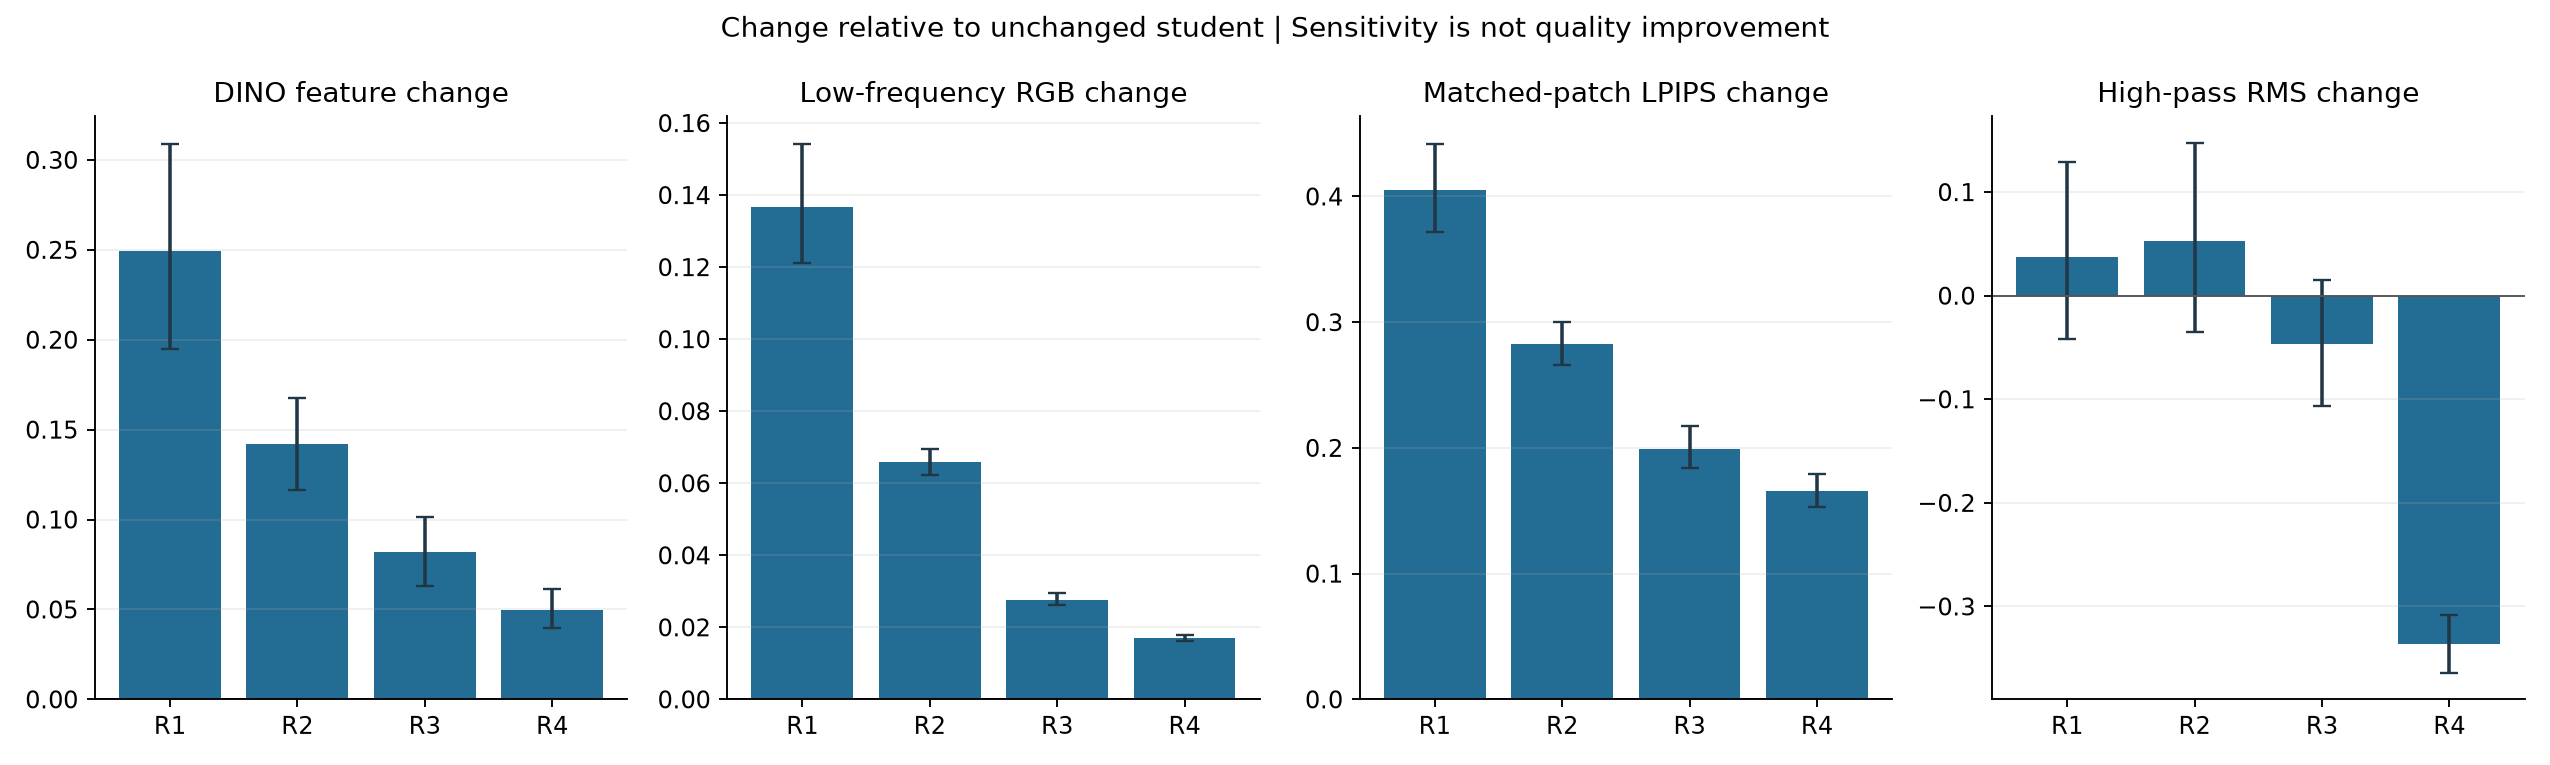 Change relative to unchanged student | Sensitivity is not quality improvement
DINO feature change
0.30
0.25
0.20
0.15
0.10
0.05
0.00
R1 R2 R3 R4
Low-frequency RGB change
0.16
0.14
0.12
0.10
0.08
0.06
0.04
0.02
0.00
R1 R2 R3 R4
Matched-patch LPIPS change
0.4
0.3
0.2
0.1
0.0
R1 R2 R3 R4
High-pass RMS change
0.1
0.0
−0.1
−0.2
−0.3
R1 R2 R3 R4